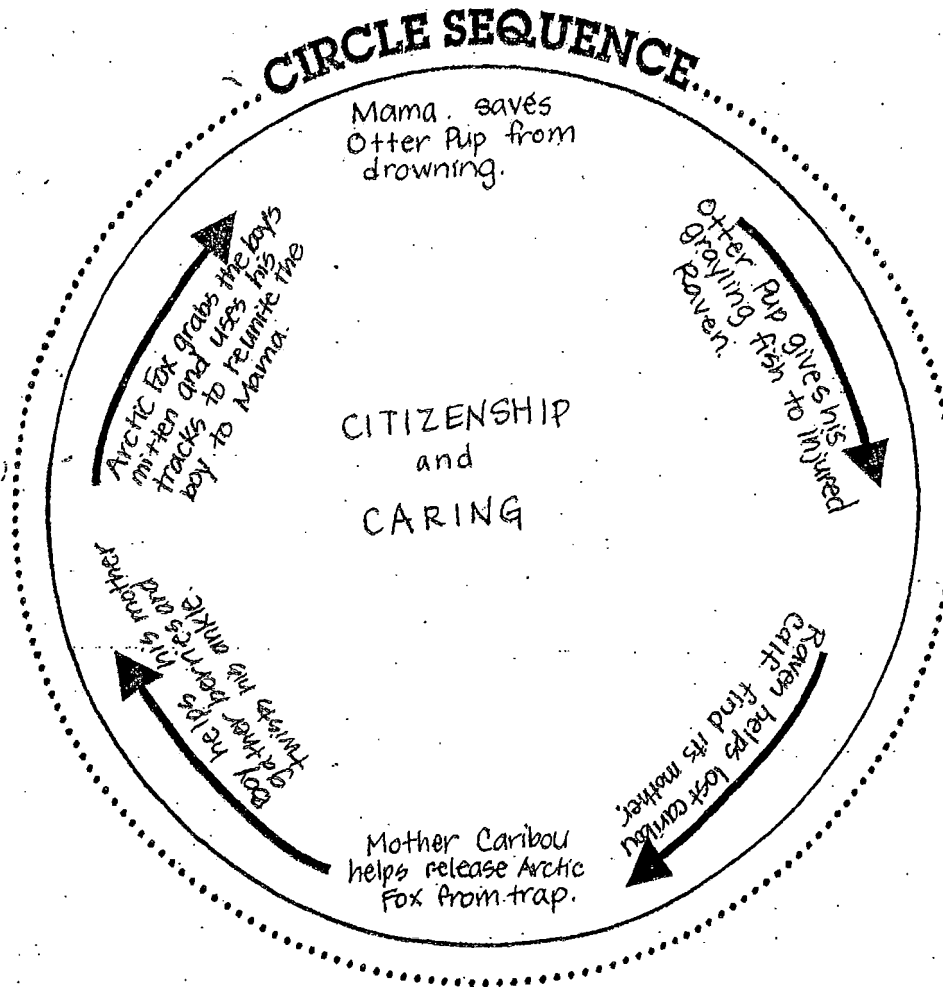 CIRCLE SEQUENCE
Mama. saves
Otter Pup from
drowning.
Otter Pup gives his
grayling fish to injured
Raven.
Raven helps lost caribou
calf find its mother.
Mother Caribou
helps release Arctic
Fox from trap.
Boy helps his mother
gather berries and
twists his ankle.
Arctic Fox grabs the boy's
mitten and uses his
tracks to reunite the
boy to Mama.
CITIZENSHIP
and
CARING